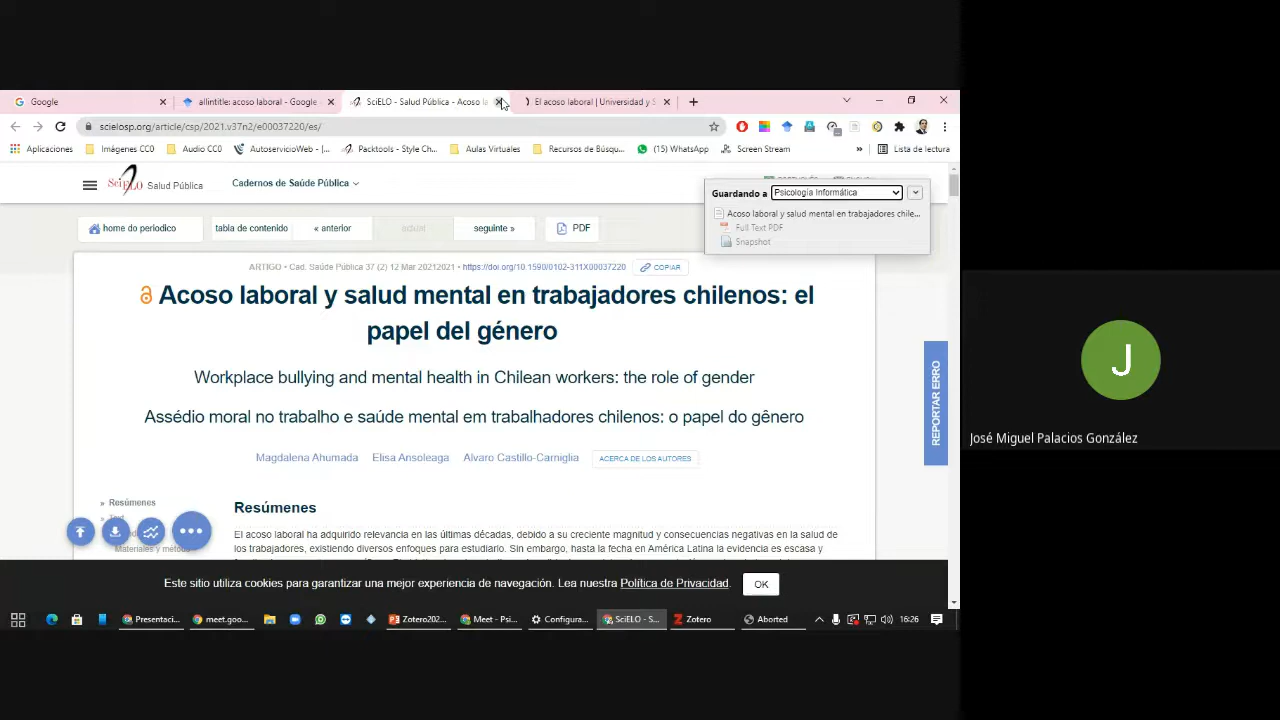 Google
allintitle: acoso laboral - Google
SciELO - Salud Pública - Acoso la
El acoso laboral | Universidad y S
scielosp.org/article/csp/2021.v37n2/e00037220/es/
Aplicaciones
Imágenes CC0
Audio CC0
AutoservicioWeb - ...
Packtools - Style Ch...
Aulas Virtuales
Recursos de Búsqu...
(15) WhatsApp
Screen Stream
»
Lista de lectura
SciELO Salud Pública
Cadernos de Saúde Pública
Guardando a
Psicología Informática
Acoso laboral y salud mental en trabajadores chile...
Full Text PDF
Snapshot
home do periodico
tabla de contenido
« anterior
actual
seguinte »
PDF
ARTIGO • Cad. Saúde Pública 37 (2) 12 Mar 20212021 • https://doi.org/10.1590/0102-311X00037220
COPIAR
Acoso laboral y salud mental en trabajadores chilenos: el
papel del género
Workplace bullying and mental health in Chilean workers: the role of gender
Assédio moral no trabalho e saúde mental em trabalhadores chilenos: o papel do gênero
Magdalena Ahumada Elisa Ansoleaga Alvaro Castillo-Carniglia
ACERCA DE LOS AUTORES
REPORTAR ERRO
» Resúmenes
Resúmenes
El acoso laboral ha adquirido relevancia en las últimas décadas, debido a su creciente magnitud y consecuencias negativas en la salud de
los trabajadores, existiendo diversos enfoques para estudiarlo. Sin embargo, hasta la fecha en América Latina la evidencia es escasa y
Este sitio utiliza cookies para garantizar una mejor experiencia de navegación. Lea nuestra Política de Privacidad.
OK
Presentaci...
meet.goo...
Zotero202...
Meet - Psi...
Configura...
SciELO - S...
Zotero
Aborted
16:26
J
José Miguel Palacios González